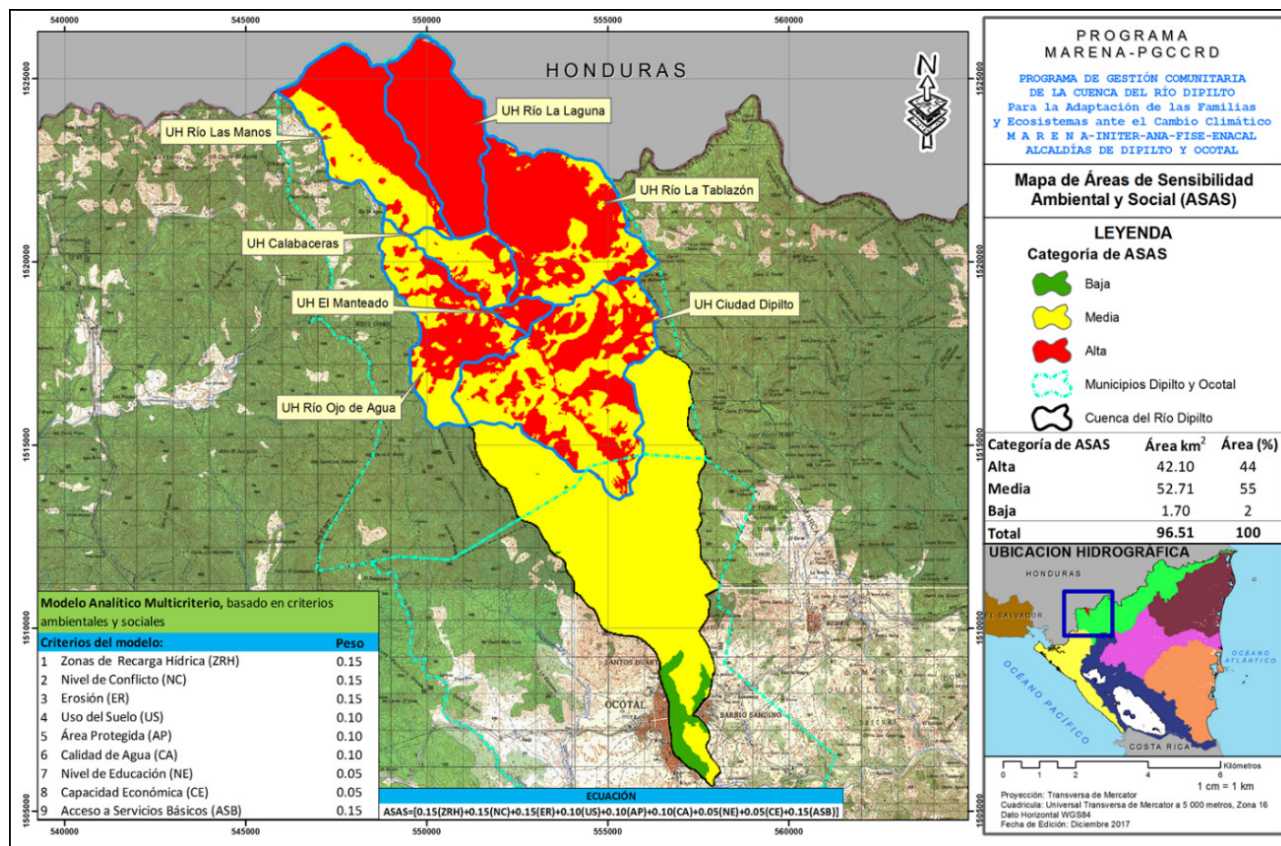 540000
545000
550000
555000
560000
1525000
1520000
1515000
1510000
1505000
HONDURAS
N
UH Río La Laguna
UH Río Las Manos
UH Río La Tablazón
UH Calabaceras
UH El Manteado
UH Ciudad Dipilto
UH Río Ojo de Agua
OCOTAL
BARRIO SANDINO
Modelo Analítico Multicriterio, basado en criterios
ambientales y sociales
Criterios del modelo: Peso
1 Zonas de Recarga Hídrica (ZRH) 0.15
2 Nivel de Conflicto (NC) 0.15
3 Erosión (ER) 0.15
4 Uso del Suelo (US) 0.10
5 Área Protegida (AP) 0.10
6 Calidad de Agua (CA) 0.10
7 Nivel de Educación (NE) 0.05
8 Capacidad Económica (CE) 0.05
9 Acceso a Servicios Básicos (ASB) 0.15
ECUACIÓN
ASAS=[0.15(ZRH)+0.15(NC)+0.15(ER)+0.10(US)+0.10(AP)+0.10(CA)+0.05(NE)+0.05(CE)+0.15(ASB)]
540000
545000
550000
555000
560000
1525000
1520000
1515000
1510000
1505000
PROGRAMA
MARENA-PGCCRD
PROGRAMA DE GESTIÓN COMUNITARIA
DE LA CUENCA DEL RÍO DIPILTO
Para la Adaptación de las Familias
y Ecosistemas ante el Cambio Climático
M A R E N A-INITER-ANA-FISE-ENACAL
ALCALDÍAS DE DIPILTO Y OCOTAL
Mapa de Áreas de Sensibilidad
Ambiental y Social (ASAS)
LEYENDA
Categoría de ASAS
Baja
Media
Alta
Municipios Dipilto y Ocotal
Cuenca del Río Dipilto
Categoría de ASAS Área km² Área (%)
Alta 42.10 44
Media 52.71 55
Baja 1.70 2
Total 96.51 100
UBICACION HIDROGRÁFICA
HONDURAS
EL SALVADOR
OCÉANO PACÍFICO
OCÉANO
ATLÁNTICO
COSTA RICA
0 1 2 4 6
Kilómetros
1 cm = 1 km
Proyección: Transversa de Mercator
Cuadrícula: Universal Transversa de Mercator a 5 000 metros, Zona 16
Dato Horizontal WGS84
Fecha de Edición: Diciembre 2017